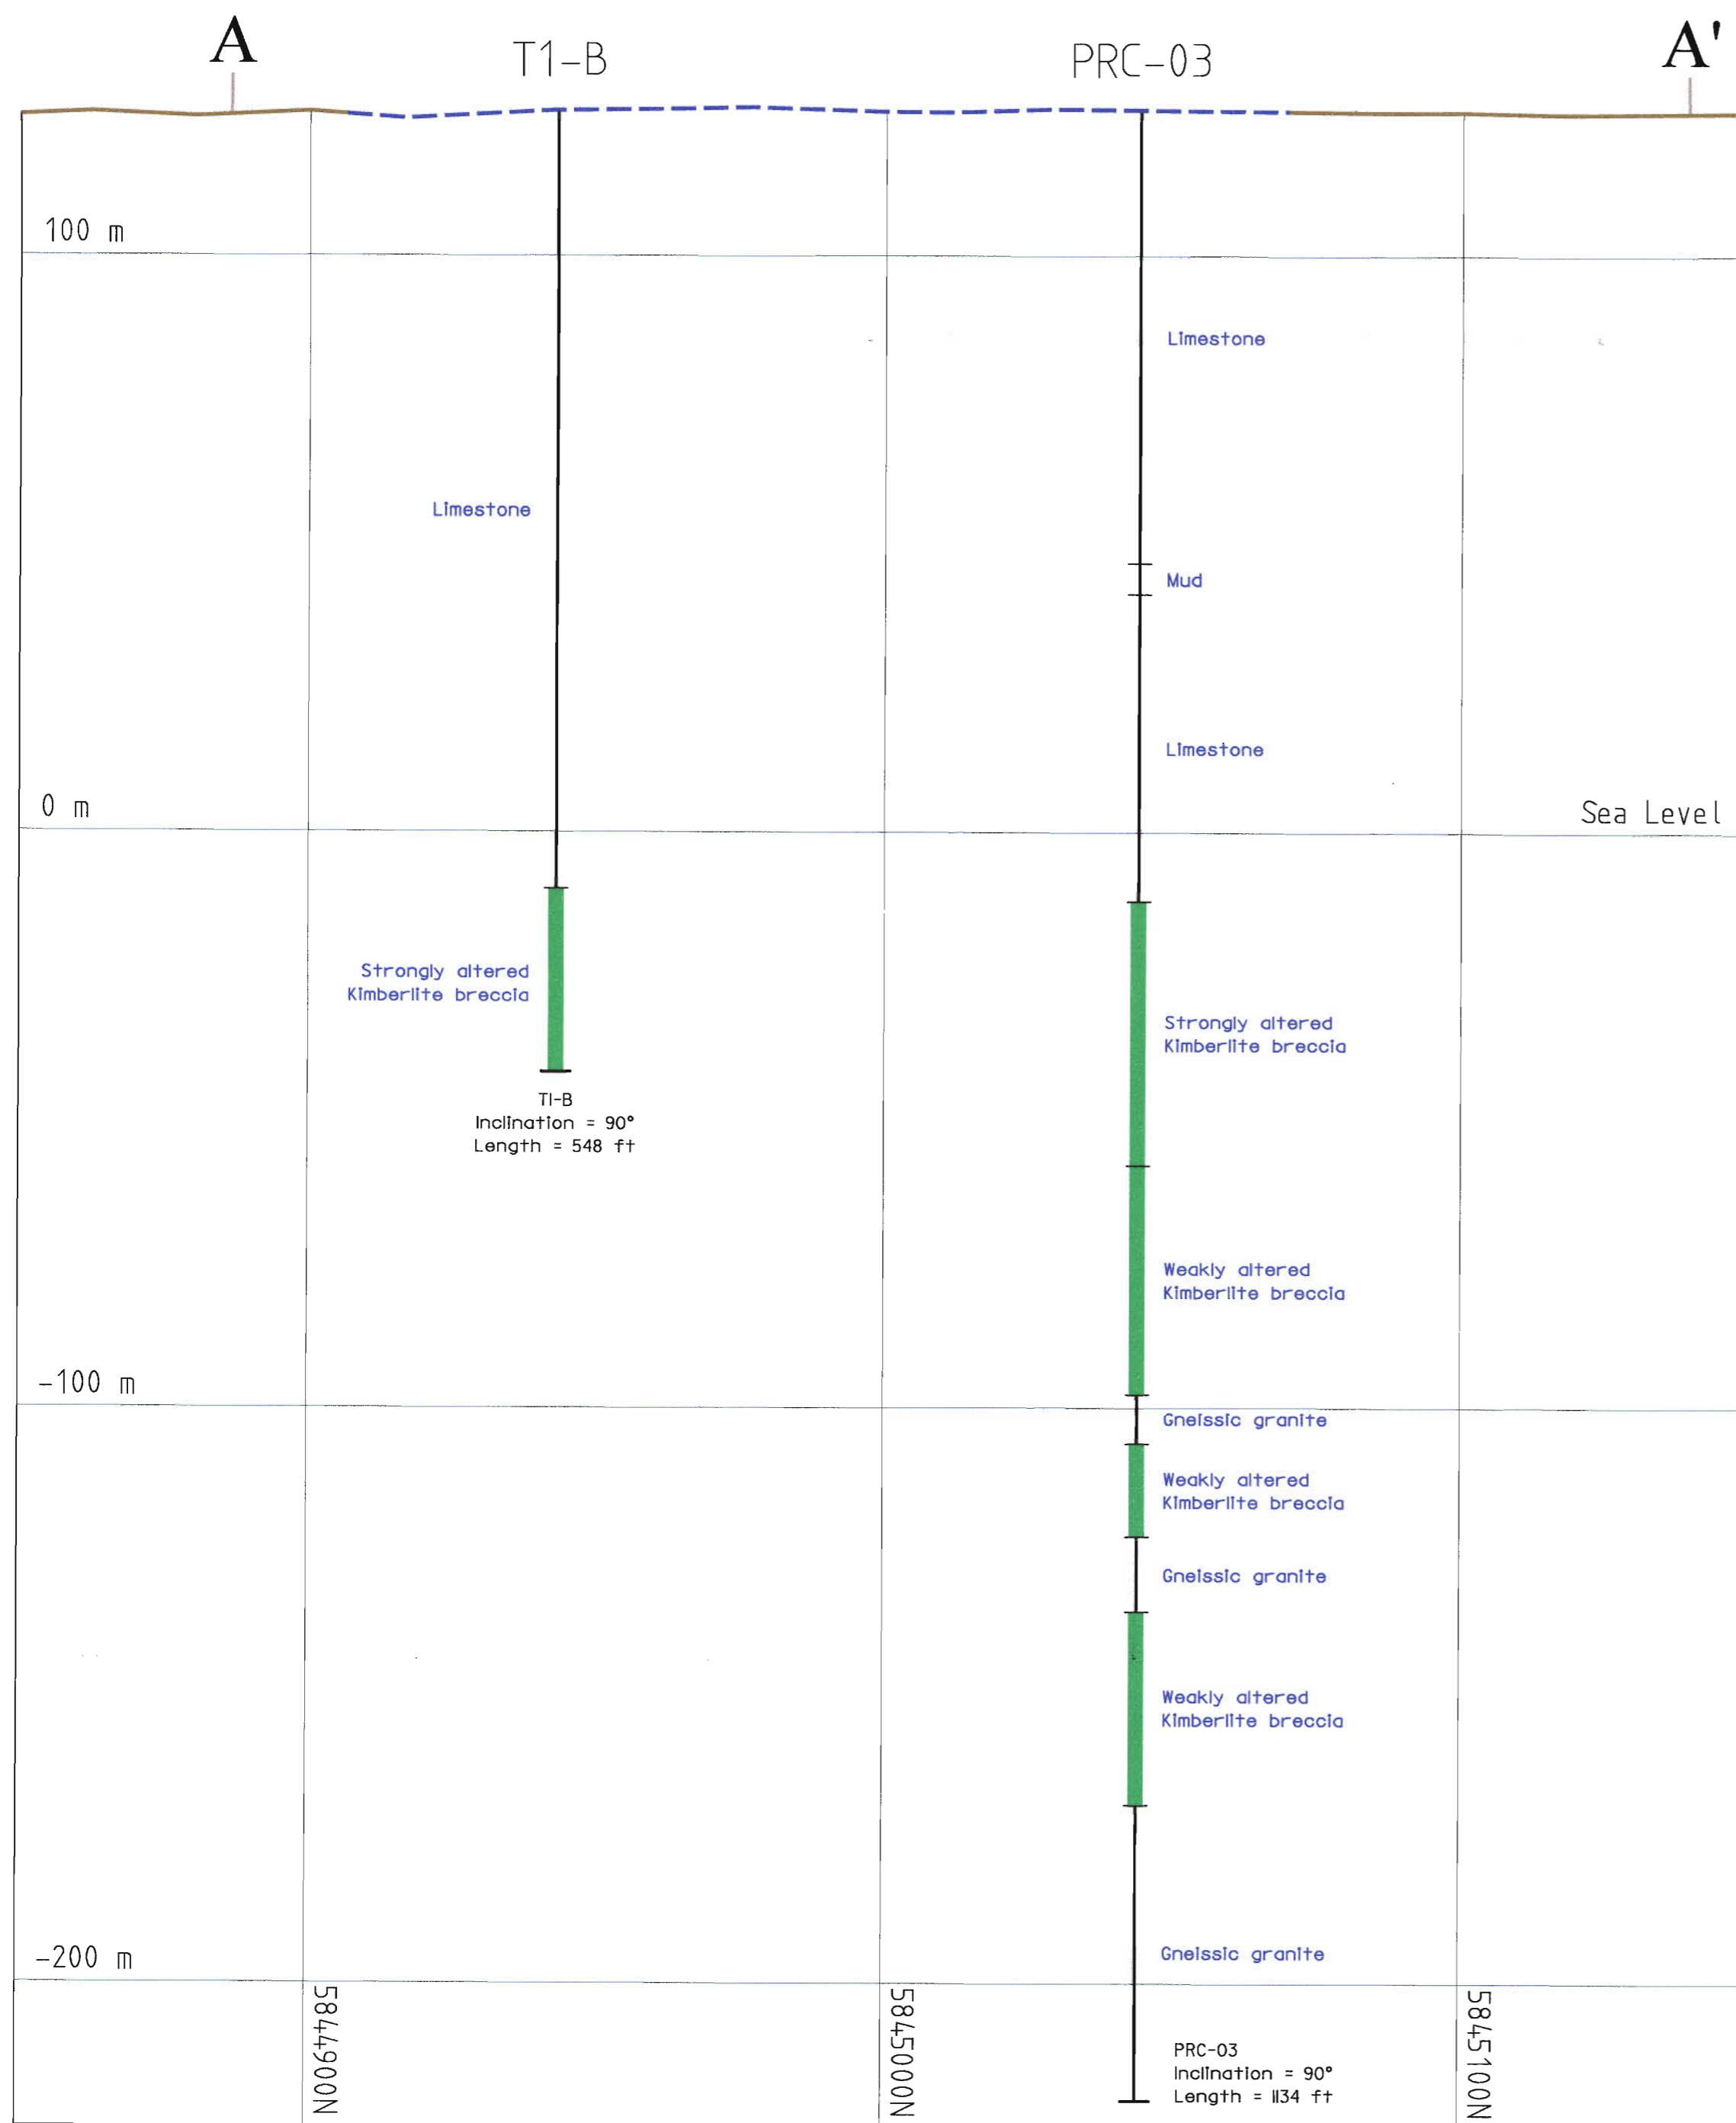 A
T1-B
PRC-03
A'
100 m
Limestone
Limestone
Mud
Limestone
0 m
Sea Level
Strongly altered
Kimberlite breccia
Strongly altered
Kimberlite breccia
TI-B
Inclination = 90°
Length = 548 ft
Weakly altered
Kimberlite breccia
-100 m
Gneissic granite
Weakly altered
Kimberlite breccia
Gneissic granite
Weakly altered
Kimberlite breccia
-200 m
Gneissic granite
5844900N
5845000N
5845100N
PRC-03
Inclination = 90°
Length = 1134 ft